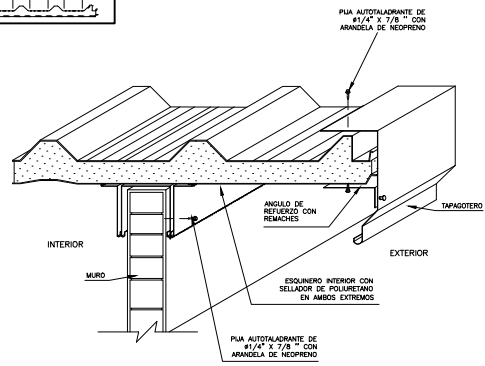 PIJA AUTOTALADRANTE DE
ø1/4" X 7/8 " CON
ARANDELA DE NEOPRENO
ANGULO DE
REFUERZO CON
REMACHES
TAPAGOTERO
INTERIOR
EXTERIOR
MURO
ESQUINERO INTERIOR CON
SELLADOR DE POLIURETANO
EN AMBOS EXTREMOS
PIJA AUTOTALADRANTE DE
ø1/4" X 7/8 " CON
ARANDELA DE NEOPRENO